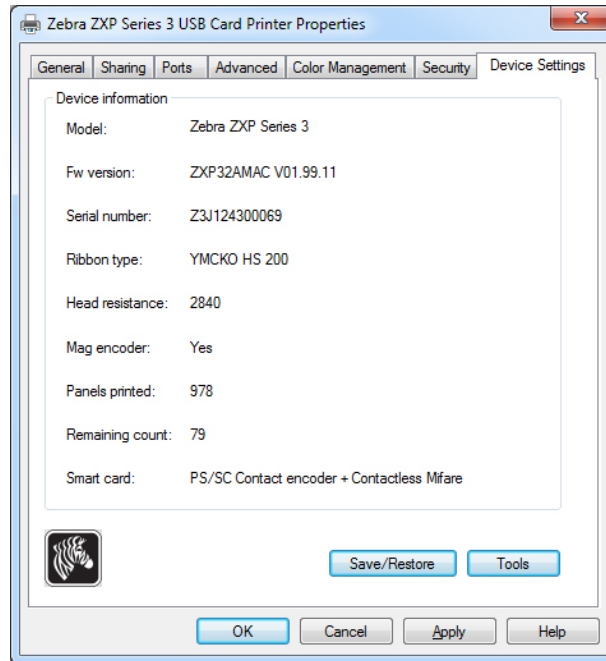 Zebra ZXP Series 3 USB Card Printer Properties
General Sharing Ports Advanced Color Management Security Device Settings
Device information
Model: Zebra ZXP Series 3
Fw version: ZXP32AMAC V01.99.11
Serial number: Z3J124300069
Ribbon type: YMCKO HS 200
Head resistance: 2840
Mag encoder: Yes
Panels printed: 978
Remaining count: 79
Smart card: PS/SC Contact encoder + Contactless Mifare
Save/Restore Tools
OK Cancel Apply Help